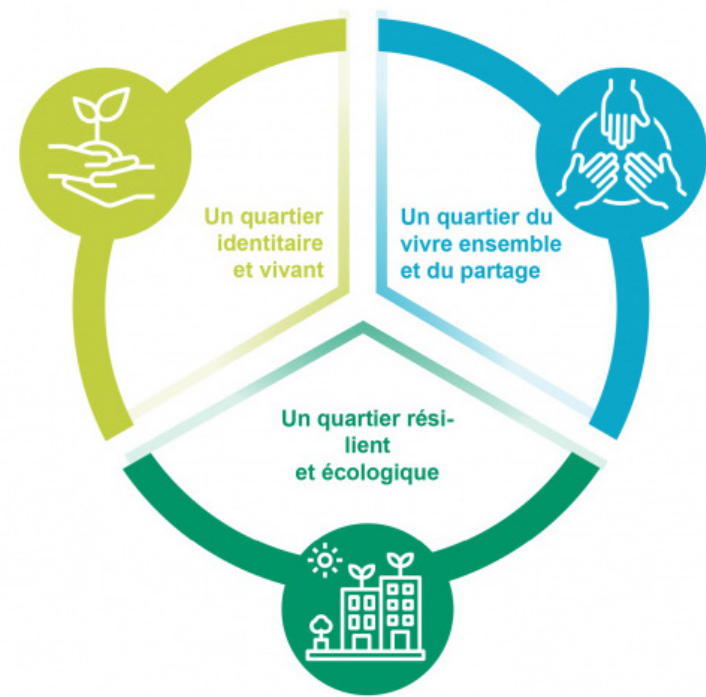 Un quartier
identitaire
et vivant
Un quartier du
vivre ensemble
et du partage
Un quartier rési-
lient
et écologique